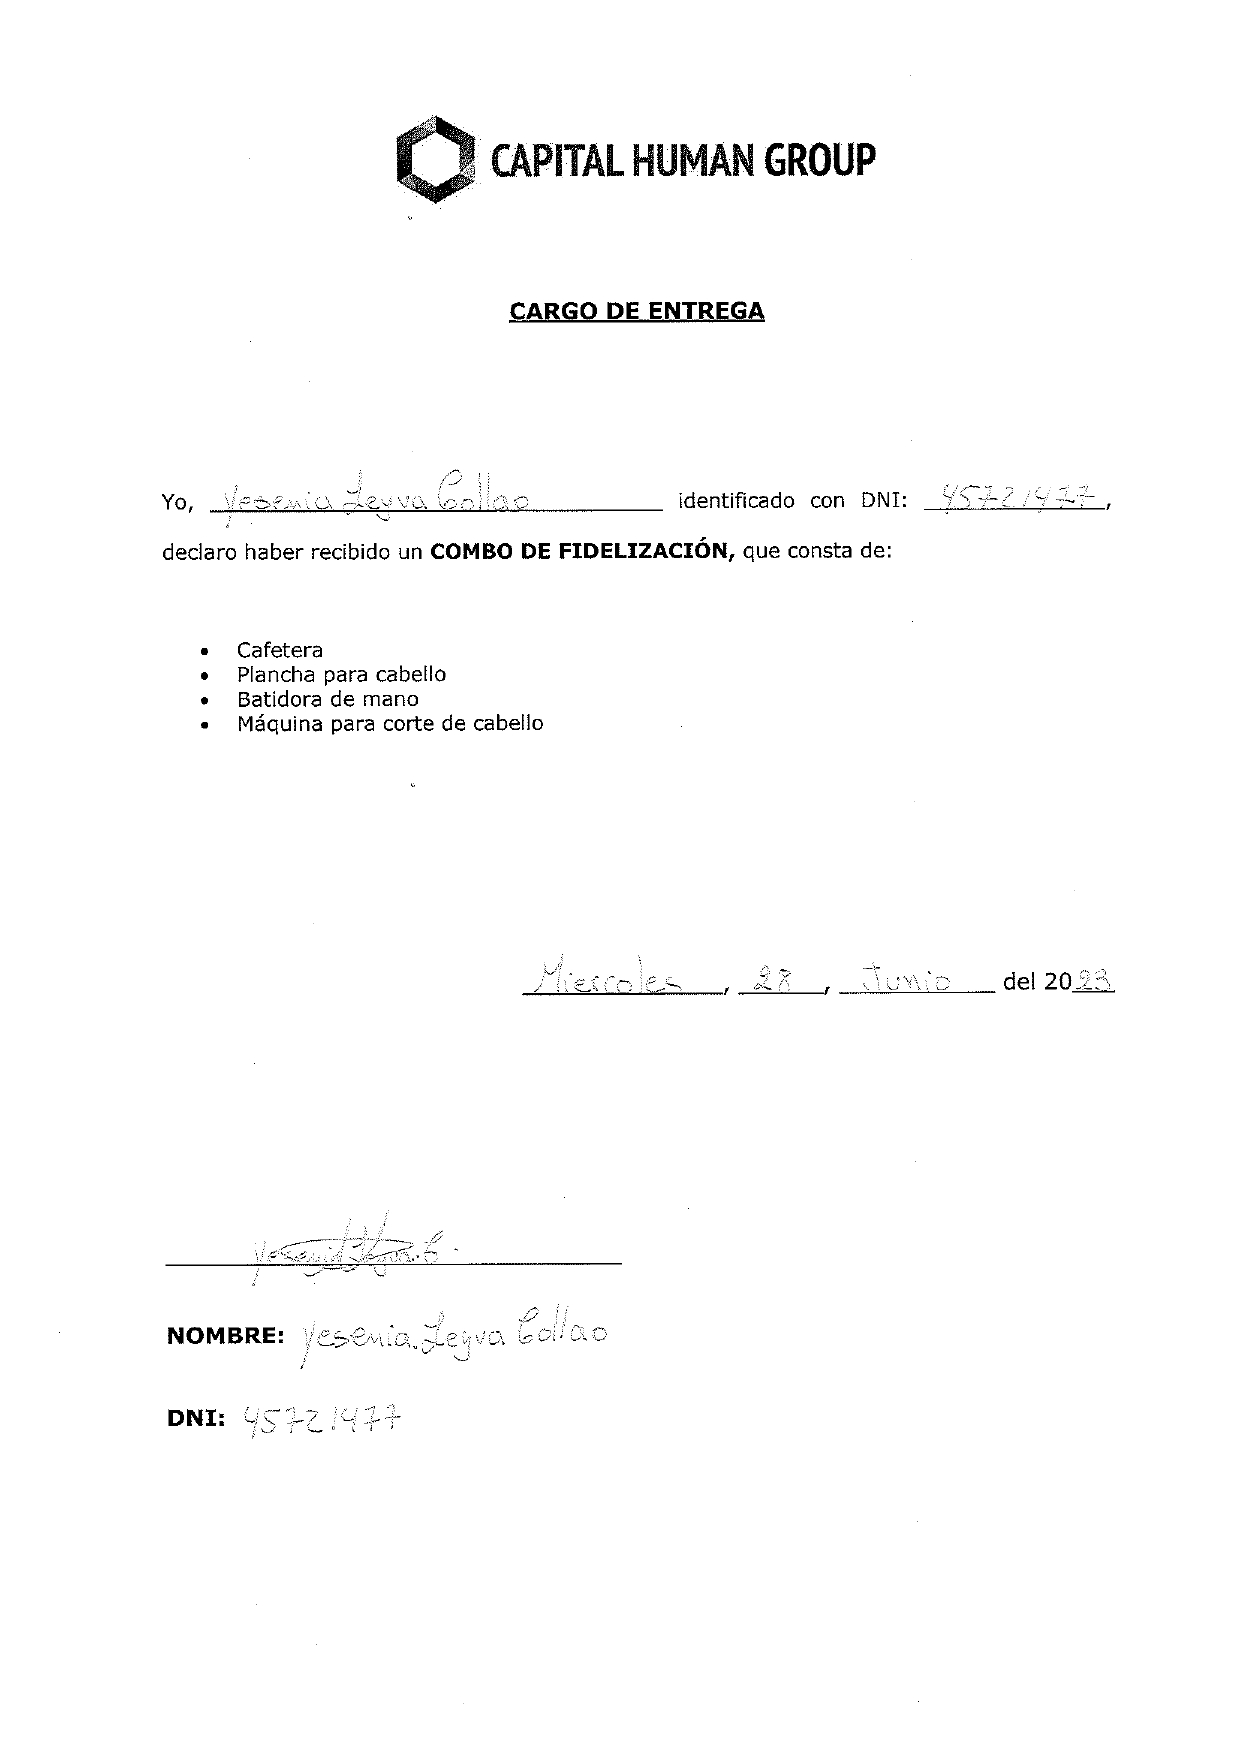 CAPITAL HUMAN GROUP
CARGO DE ENTREGA
Yo, Yesenia Leyva Collao identificado con DNI: 45721477,
declaro haber recibido un COMBO DE FIDELIZACIÓN, que consta de:
• Cafetera
• Plancha para cabello
• Batidora de mano
• Máquina para corte de cabello
Miercoles, 28, Junio del 2023
Yesenia Leyva C.
NOMBRE: Yesenia Leyva Collao
DNI: 45721477